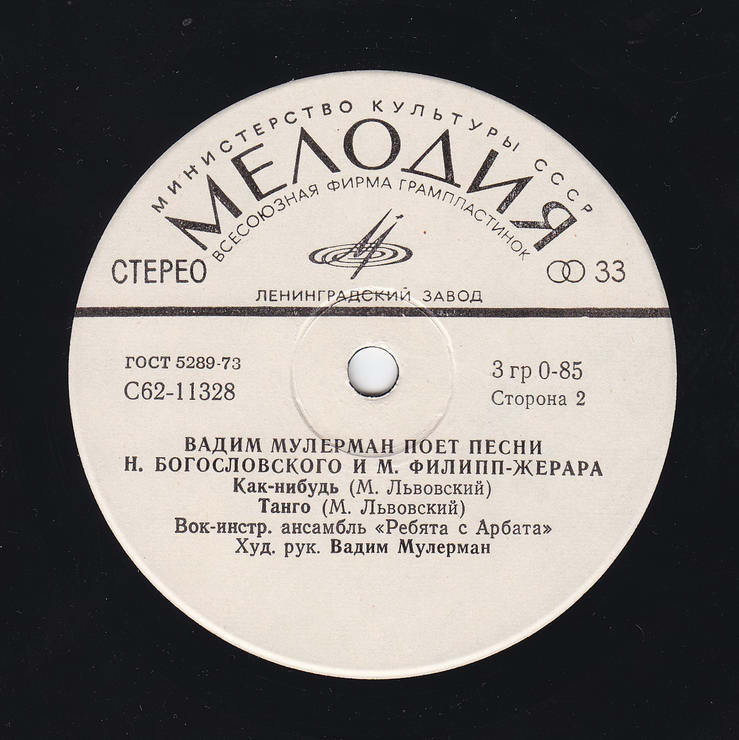 МИНИСТЕРСТВО КУЛЬТУРЫ СССР
МЕЛОДИЯ
ВСЕСОЮЗНАЯ ФИРМА ГРАМПЛАСТИНОК
СТЕРЕО
33
ЛЕНИНГРАДСКИЙ ЗАВОД
ГОСТ 5289-73
3 гр 0-85
С62-11328
Сторона 2
ВАДИМ МУЛЕРМАН ПОЕТ ПЕСНИ
Н. БОГОСЛОВСКОГО И М. ФИЛИПП-ЖЕРАРА
Как-нибудь (М. Львовский)
Танго (М. Львовский)
Вок-инстр. ансамбль «Ребята с Арбата»
Худ. рук. Вадим Мулерман